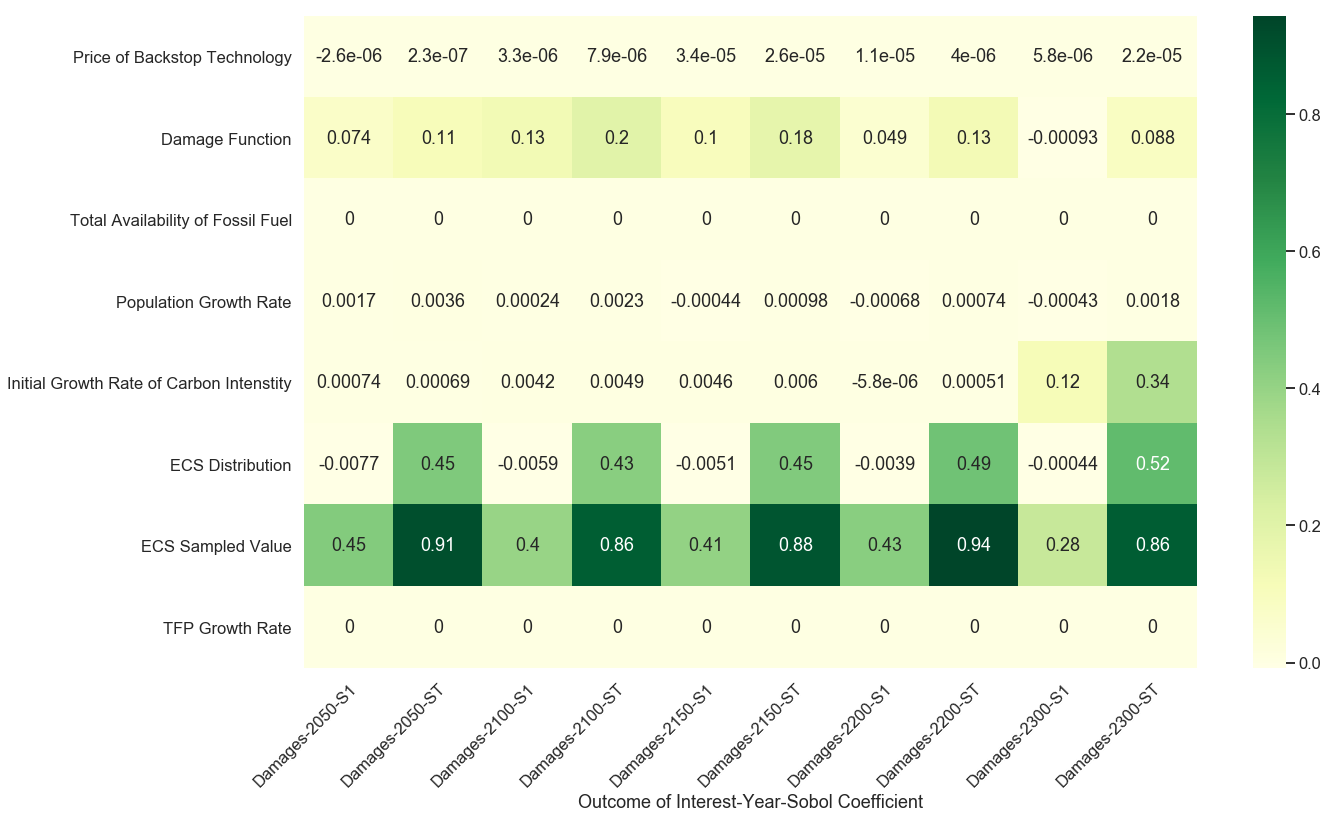 Price of Backstop Technology -2.6e-06 2.3e-07 3.3e-06 7.9e-06 3.4e-05 2.6e-05 1.1e-05 4e-06 5.8e-06 2.2e-05
Damage Function 0.074 0.11 0.13 0.2 0.1 0.18 0.049 0.13 -0.00093 0.088
Total Availability of Fossil Fuel 0 0 0 0 0 0 0 0 0 0
Population Growth Rate 0.0017 0.0036 0.00024 0.0023 -0.00044 0.00098 -0.00068 0.00074 -0.00043 0.0018
Initial Growth Rate of Carbon Intenstity 0.00074 0.00069 0.0042 0.0049 0.0046 0.006 -5.8e-06 0.00051 0.12 0.34
ECS Distribution -0.0077 0.45 -0.0059 0.43 -0.0051 0.45 -0.0039 0.49 -0.00044 0.52
ECS Sampled Value 0.45 0.91 0.4 0.86 0.41 0.88 0.43 0.94 0.28 0.86
TFP Growth Rate 0 0 0 0 0 0 0 0 0 0
Damages-2050-S1
Damages-2050-ST
Damages-2100-S1
Damages-2100-ST
Damages-2150-S1
Damages-2150-ST
Damages-2200-S1
Damages-2200-ST
Damages-2300-S1
Damages-2300-ST
Outcome of Interest-Year-Sobol Coefficient
0.8
0.6
0.4
0.2
0.0